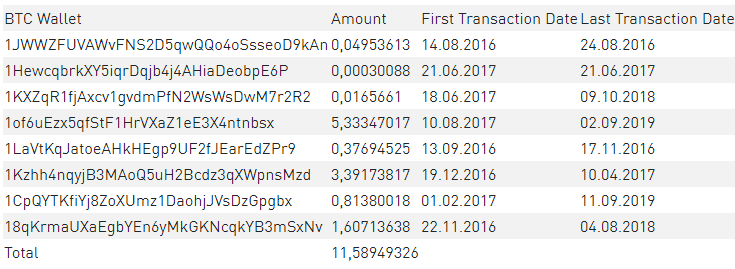 BTC Wallet Amount First Transaction Date Last Transaction Date
1JWWZFUVAWvFNS2D5qwQQo4oSsseoD9kAn 0,04953613 14.08.2016 24.08.2016
1HewcqbrkXY5iqrDqjb4j4AHiaDeobpE6P 0,00030088 21.06.2017 21.06.2017
1KXZqR1fjAxcv1gvdmPfN2WsWsDwM7r2R2 0,0165661 18.06.2017 09.10.2018
1of6uEzx5qfStF1HrVXaZ1eE3X4ntnbsx 5,33347017 10.08.2017 02.09.2019
1LaVtKqJatoeAHkHEgp9UF2fJEarEdZPr9 0,37694525 13.09.2016 17.11.2016
1Kzhh4nqyjB3MAoQ5uH2Bcdz3qXWpnsMzd 3,39173817 19.12.2016 10.04.2017
1CpQYTKfiYj8ZoXUmz1DaohjJVsDzGpgbx 0,81380018 01.02.2017 11.09.2019
18qKrmaUXaEgbYEn6yMkGKNcqkYB3mSxNv 1,60713638 22.11.2016 04.08.2018
Total 11,58949326